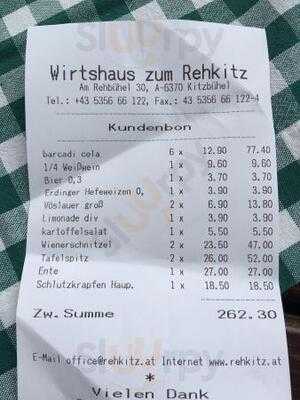 Wirtshaus zum Rehkitz
Am Rehbühel 30, A-6370 Kitzbühel
Tel.: +43 5356 66 122, Fax.: 43 5356 66 122-4
Kundenbon
barcadi cola 6 x 12.90 77.40
1/4 Weißwein 1 x 9.60 9.60
Bier 0,3 1 x 3.70 3.70
Erdinger Hefeweizen 0, 1 x 3.90 3.90
Vöslauer groß 2 x 6.90 13.80
Limonade div 1 x 3.90 3.90
kartoffelsalat 1 x 5.50 5.50
Wienerschnitzel 2 x 23.50 47.00
Tafelspitz 2 x 26.00 52.00
Ente 1 x 27.00 27.00
Schlutzkrapfen Haup. 1 x 18.50 18.50
Zw. Summe 262.30
E-Mail office@rehkitz.at Internet www.rehkitz.at
*
Vielen Dank